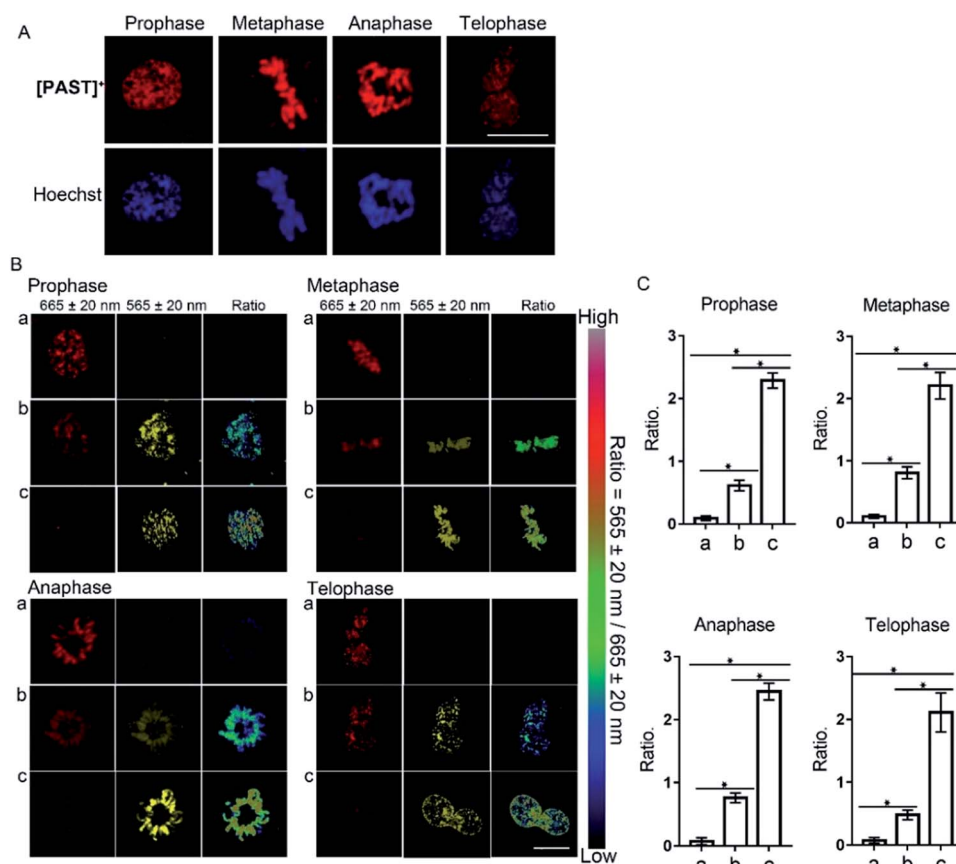 A
Prophase Metaphase Anaphase Telophase
[PAST]+
Hoechst
B
Prophase
665 ± 20 nm 565 ± 20 nm Ratio
a
b
c
Metaphase
665 ± 20 nm 565 ± 20 nm Ratio
a
b
c
Anaphase
a
b
c
Telophase
a
b
c
High
Ratio = 565 ± 20 nm / 665 ± 20 nm
Low
C
Prophase
Ratio.
3
2
1
0
* * *
a b c
Metaphase
Ratio.
3
2
1
0
* * *
a b c
Anaphase
Ratio.
3
2
1
0
* * *
a b c
Telophase
Ratio.
3
2
1
0
* * *
a b c